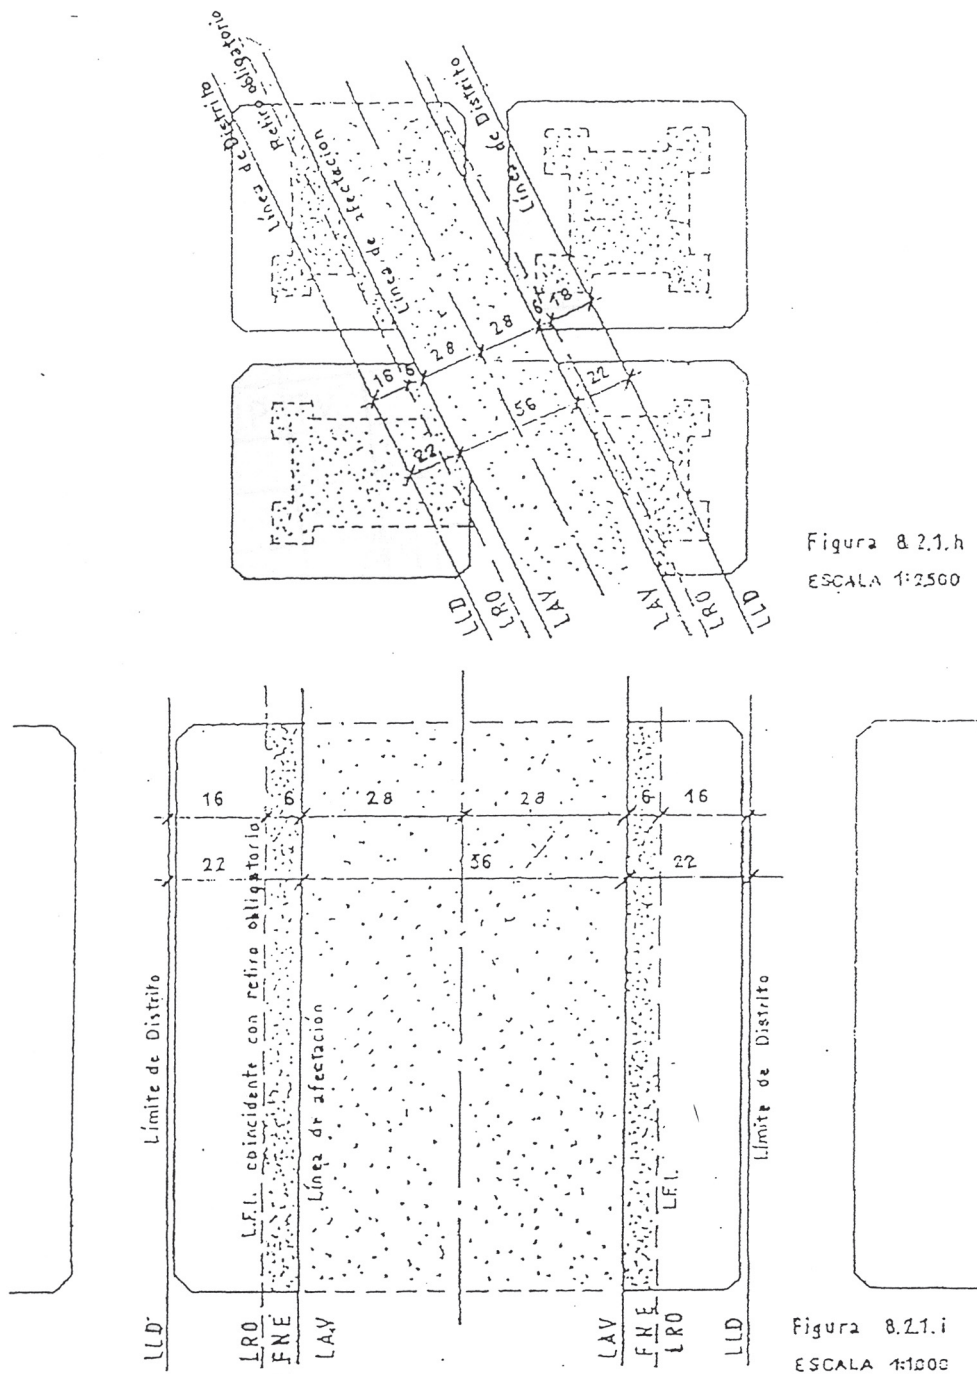 Línea de Distrito
Retiro obligatorio
Línea de afectacion
Línea de Distrito
28
28
6
18
16
6
22
56
22
LLD
LRO
LAV
LAV
LRO
LLD
Figura 8.2.1.h
ESCALA 1:2500
16
6
28
28
6
16
22
56
22
Límite de Distrito
L.F.I. coincidente con retiro obligatorio
Línea de afectacion
L.F.I.
Límite de Distrito
LLD
LRO
FNE
LAV
LAV
FNE
LRO
LLD
Figura 8.2.1.i
ESCALA 1:1000